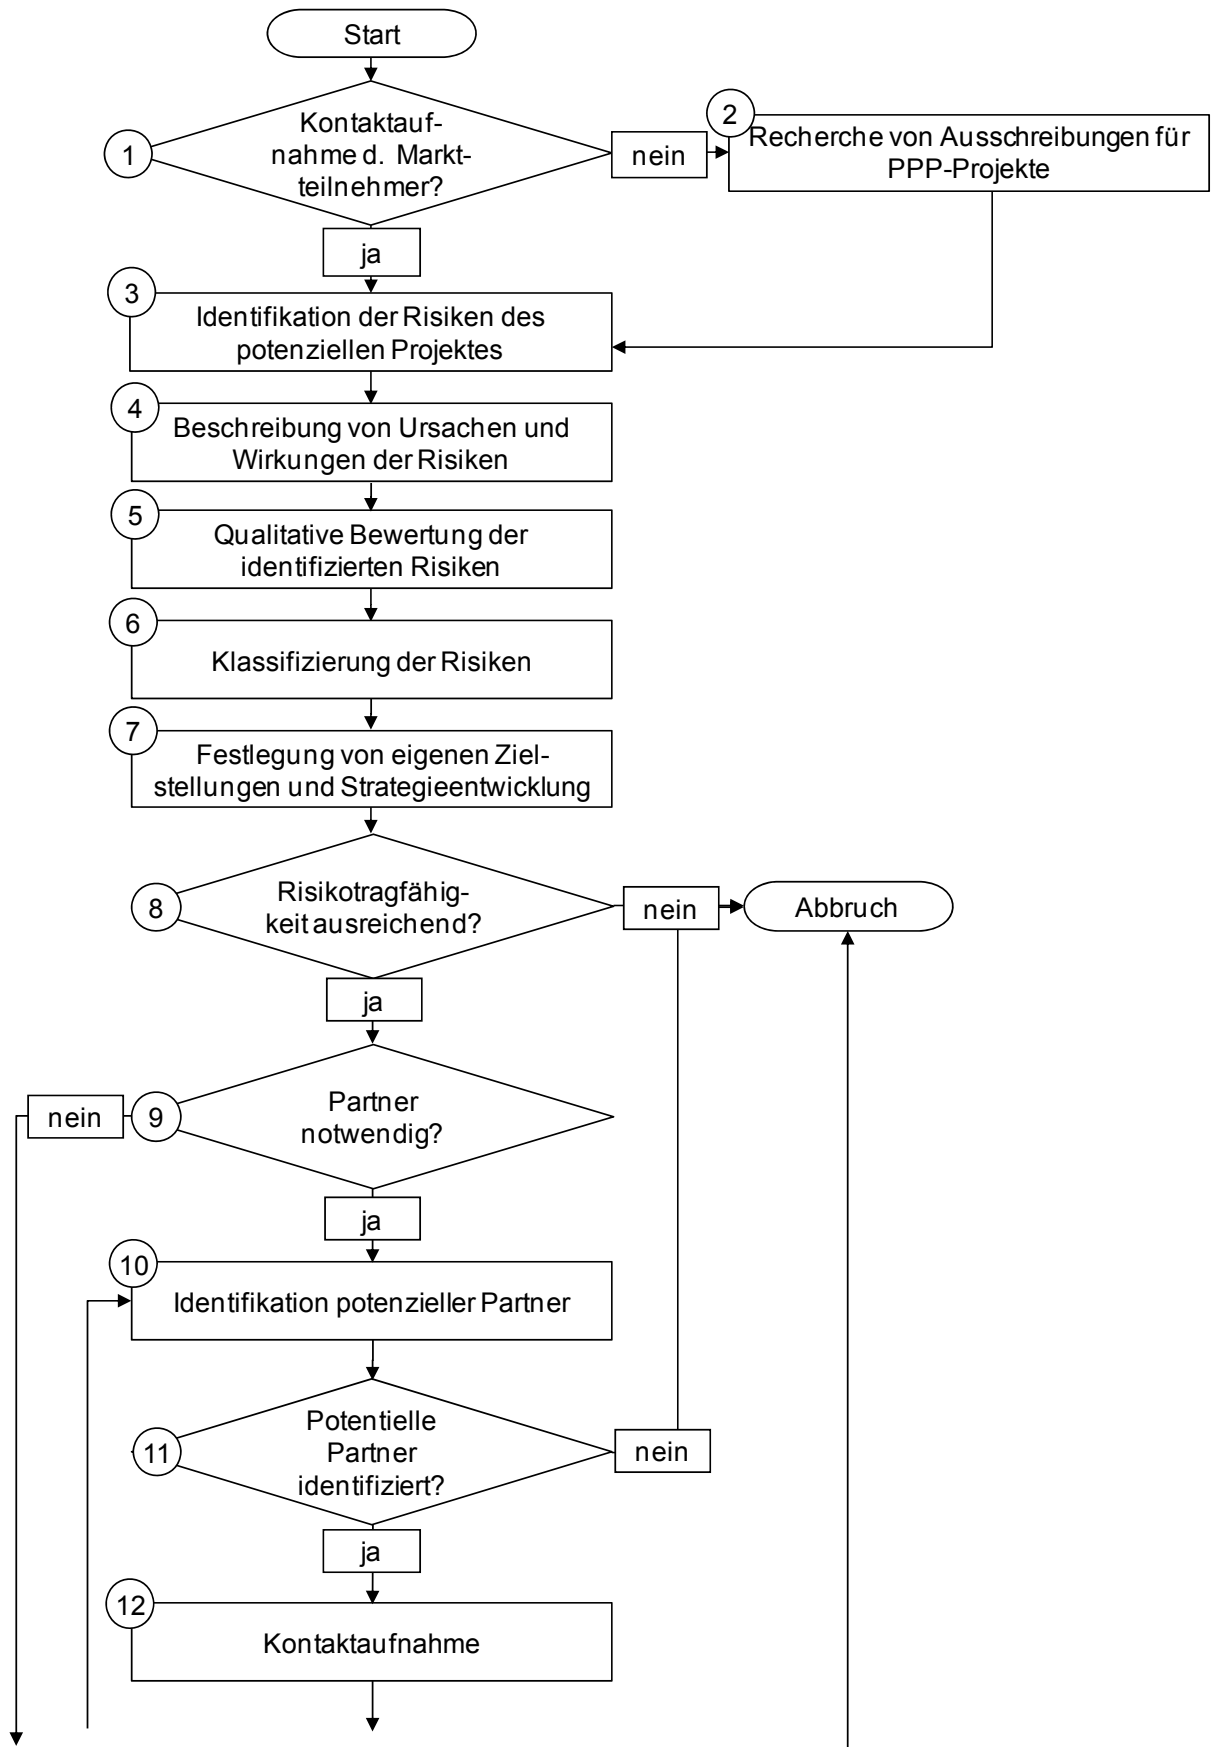 Start
1
Kontaktauf-
nahme d. Markt-
teilnehmer?
nein
2
Recherche von Ausschreibungen für
PPP-Projekte
ja
3
Identifikation der Risiken des
potenziellen Projektes
4
Beschreibung von Ursachen und
Wirkungen der Risiken
5
Qualitative Bewertung der
identifizierten Risiken
6
Klassifizierung der Risiken
7
Festlegung von eigenen Ziel-
stellungen und Strategieentwicklung
8
Risikotragfähig-
keit ausreichend?
nein
Abbruch
ja
nein
9
Partner
notwendig?
ja
10
Identifikation potenzieller Partner
11
Potentielle
Partner
identifiziert?
nein
ja
12
Kontaktaufnahme